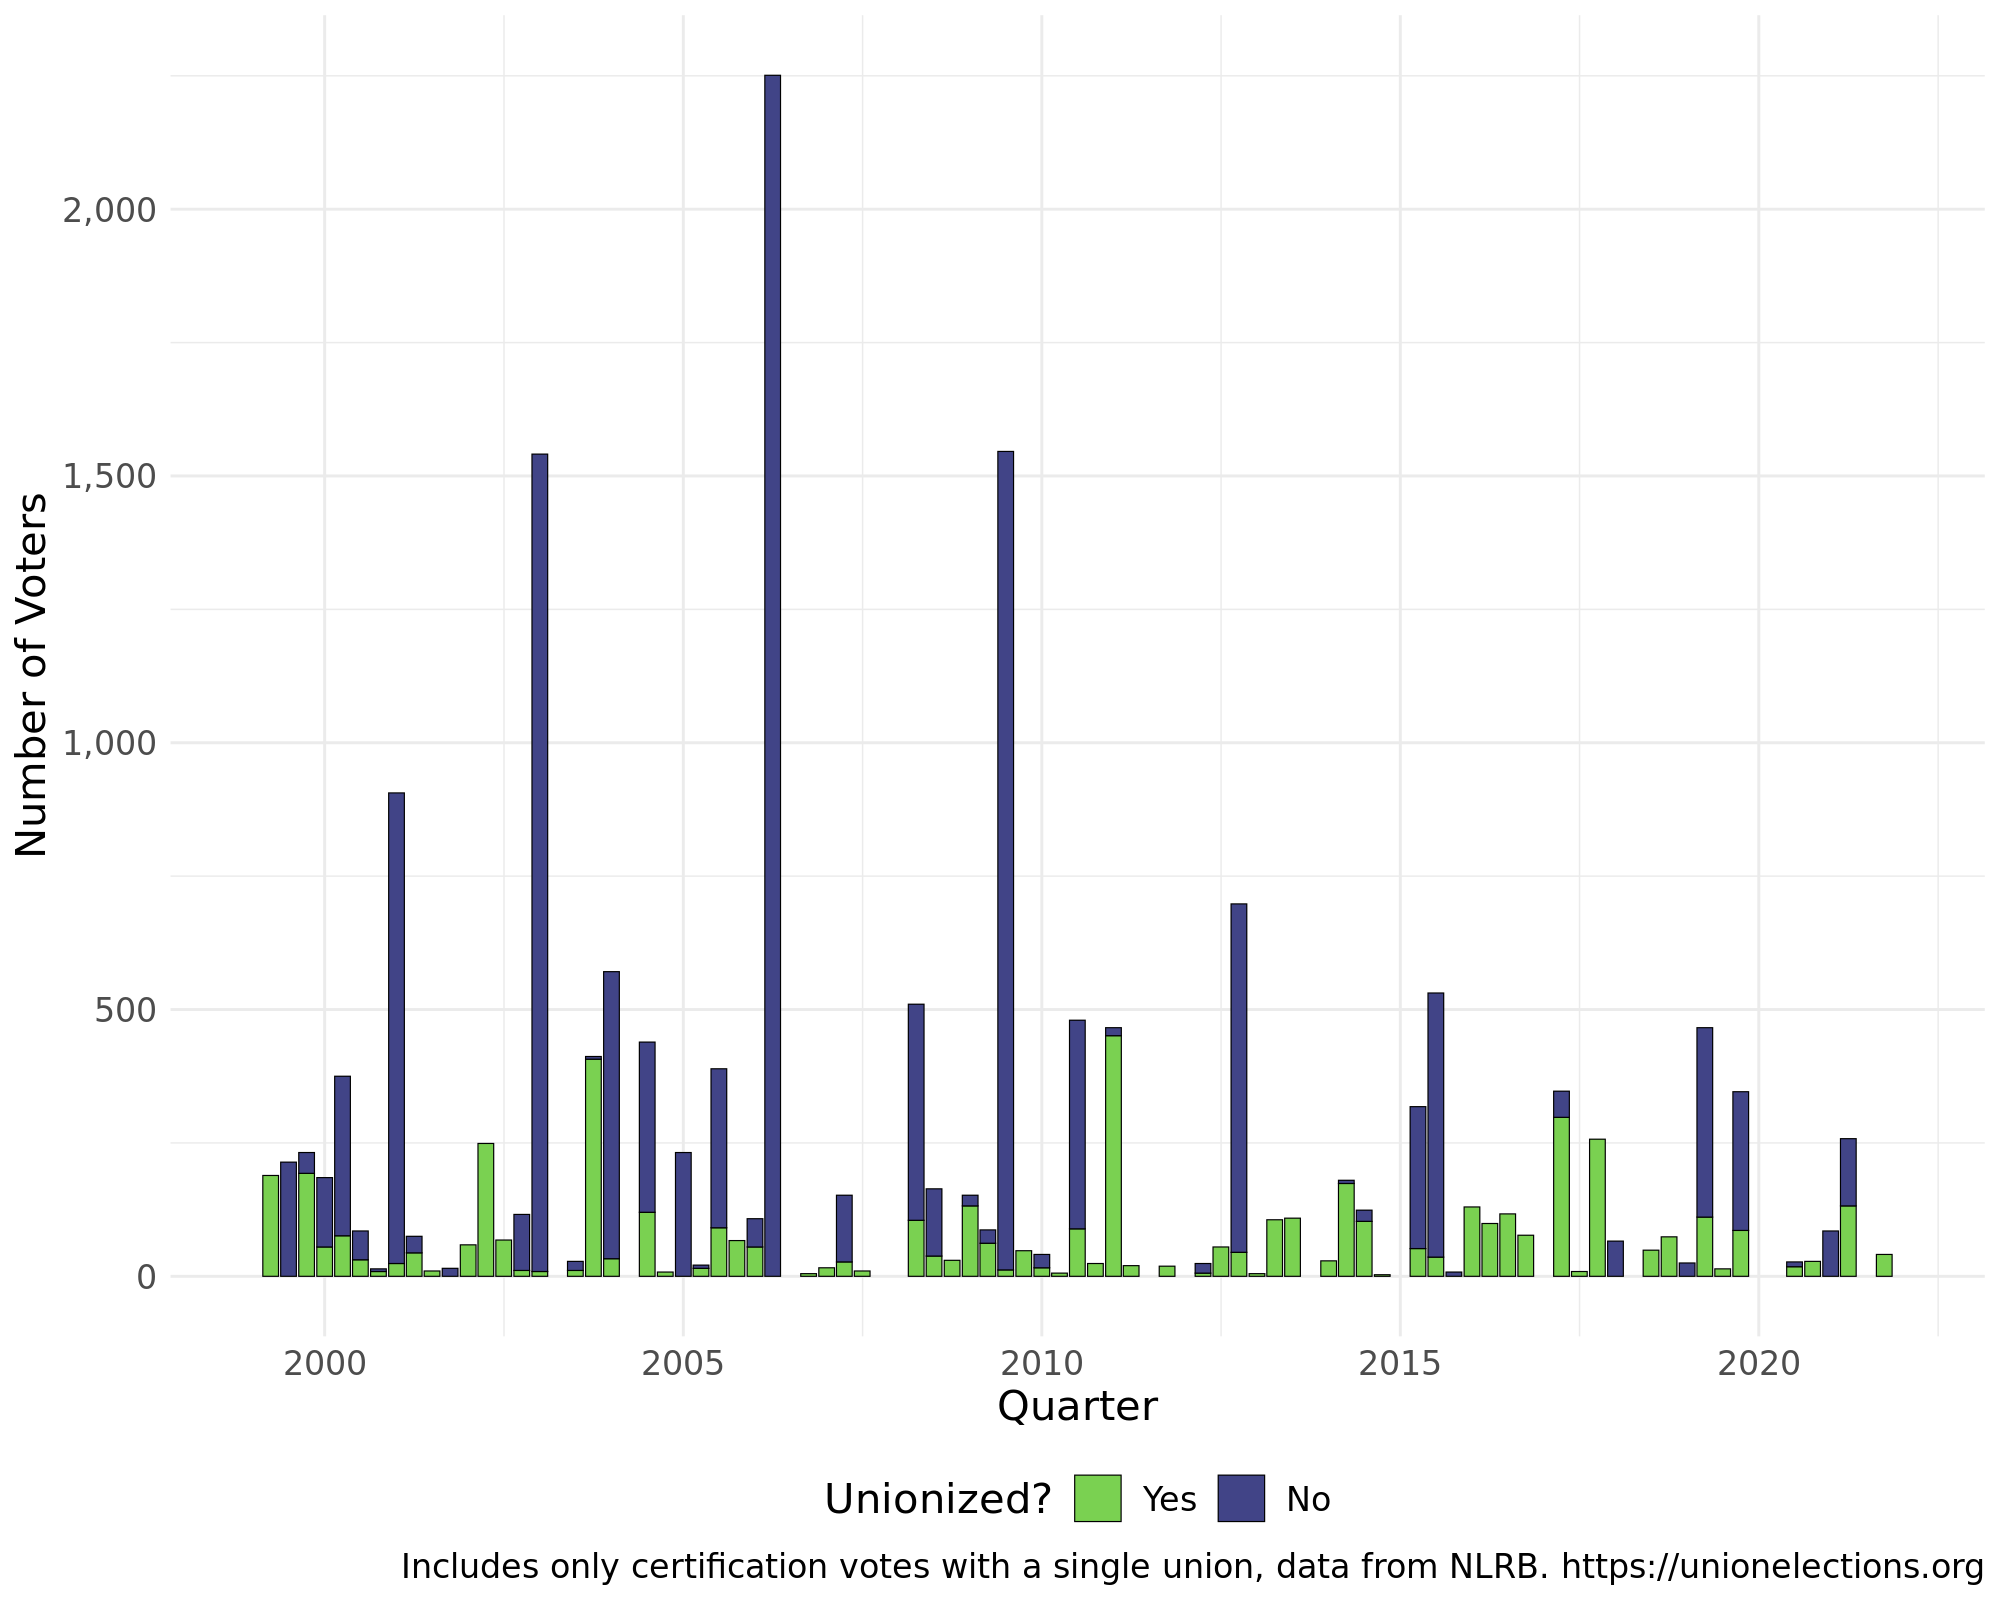 2,000
1,500
1,000
500
0
Number of Voters
2000 2005 2010 2015 2020
Quarter
Unionized? Yes No
Includes only certification votes with a single union, data from NLRB. https://unionelections.org